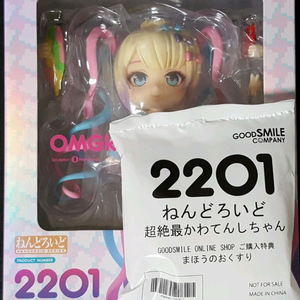 OMGK
GOODSMILE
COMPANY
2201
ねんどろいど
超絶最かわてんしちゃん
GOODSMILE ONLINE SHOP ご購入特典
まほうのおくすり
NOT FOR SALE
MADE IN CHINA
ねんどろいど
NENDOROID SERIES
PRODUCT NUMBER
2201